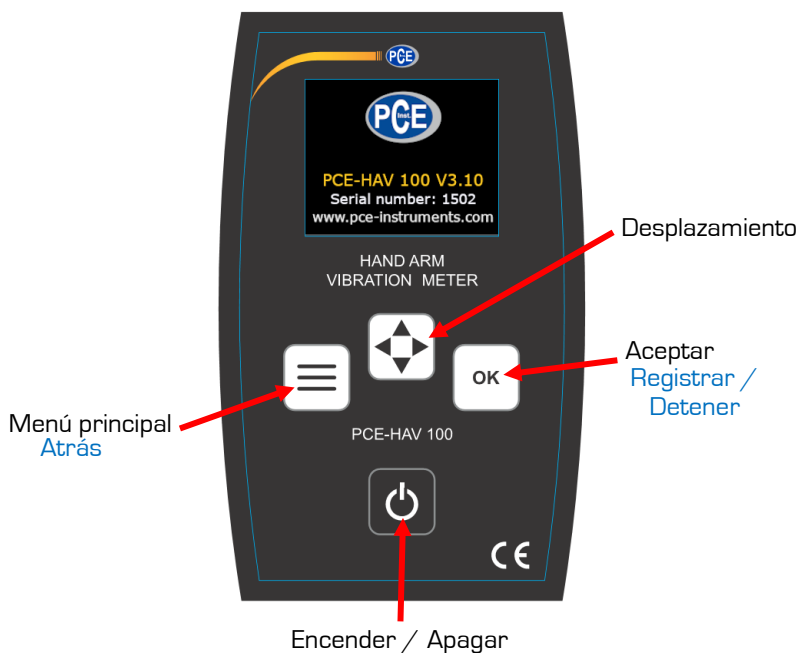 PCE
PCE
Inst.
PCE-HAV 100 V3.10
Serial number: 1502
www.pce-instruments.com
Desplazamiento
HAND ARM
VIBRATION METER
Aceptar
Registrar /
Detener
OK
Menú principal
Atrás
PCE-HAV 100
CE
Encender / Apagar